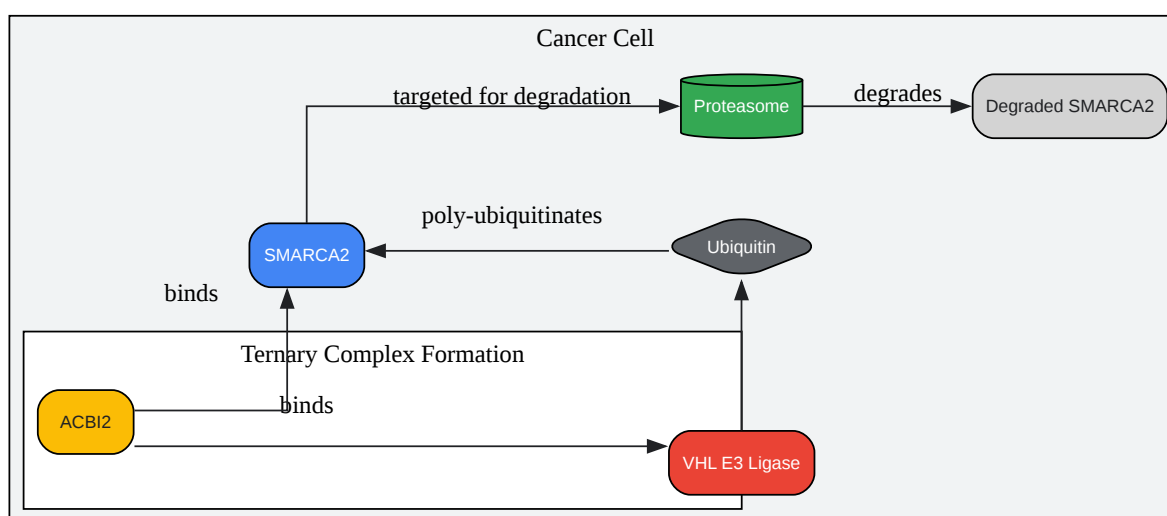 Cancer Cell
targeted for degradation
Proteasome
degrades
Degraded SMARCA2
poly-ubiquitinates
SMARCA2
Ubiquitin
binds
Ternary Complex Formation
binds
ACBI2
VHL E3 Ligase